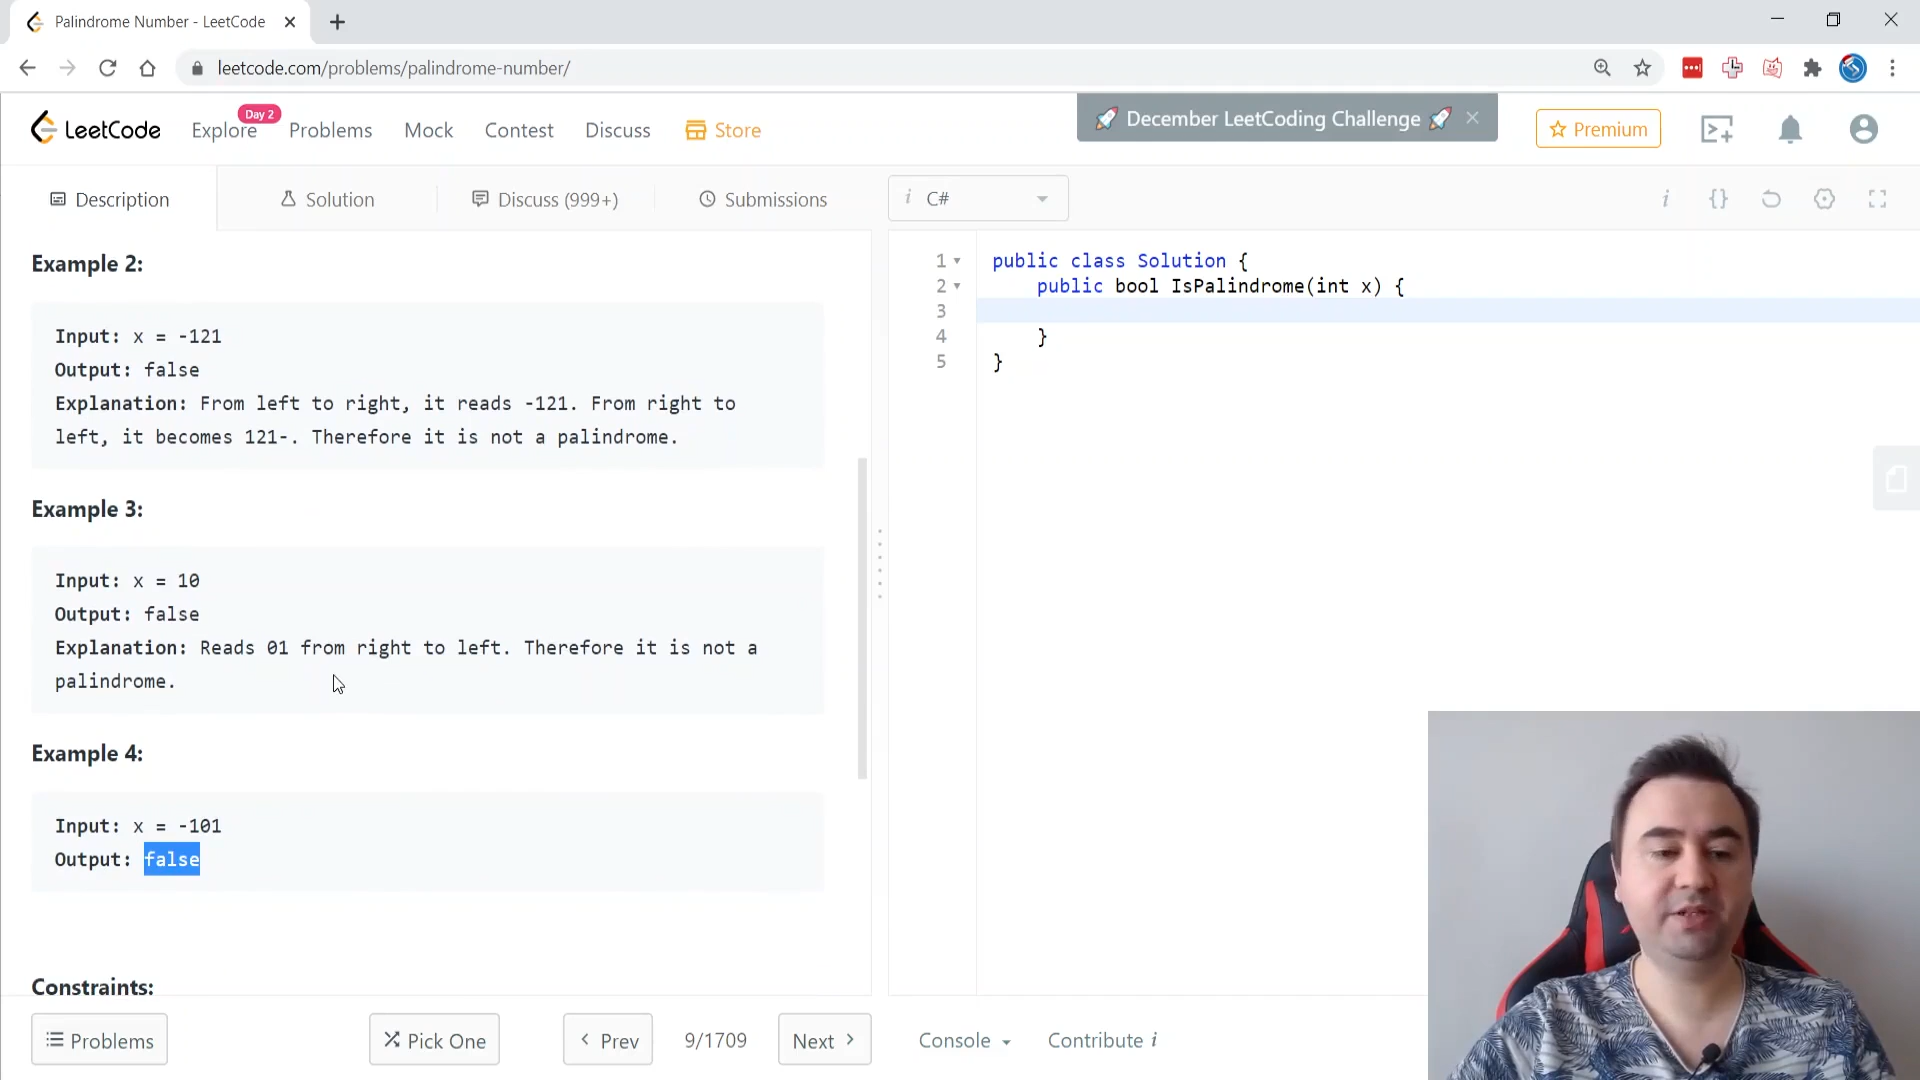 Palindrome Number - LeetCode
leetcode.com/problems/palindrome-number/
LeetCode
Explore
Day 2
Problems
Mock
Contest
Discuss
Store
🚀 December LeetCoding Challenge 🚀
Premium
Description
Solution
Discuss (999+)
Submissions
i C#
Example 2:
Input: x = -121
Output: false
Explanation: From left to right, it reads -121. From right to
left, it becomes 121-. Therefore it is not a palindrome.
Example 3:
Input: x = 10
Output: false
Explanation: Reads 01 from right to left. Therefore it is not a
palindrome.
Example 4:
Input: x = -101
Output: false
Constraints:
1 public class Solution {
2 public bool IsPalindrome(int x) {
3
4 }
5 }
Problems
Pick One
Prev
9/1709
Next
Console
Contribute i